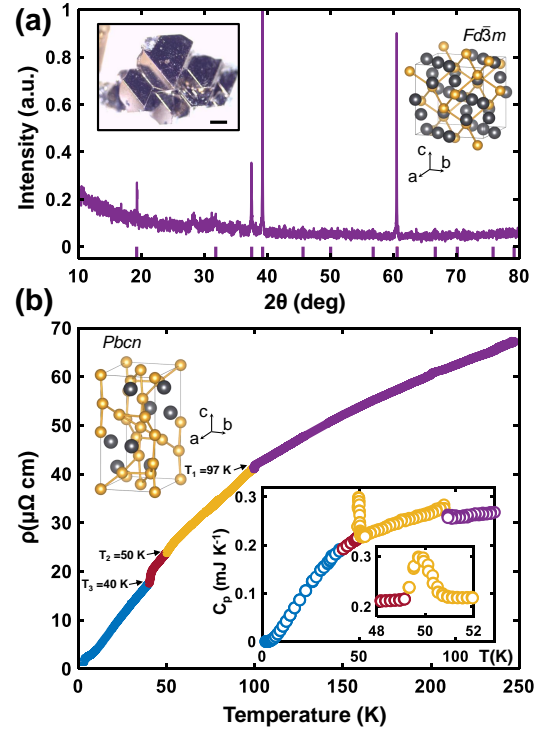 (a)
Intensity (a.u.)
1
0.8
0.6
0.4
0.2
0
Fd3̄m
c
a b
10 20 30 40 50 60 70 80
2θ (deg)
(b)
ρ(μΩ cm)
70
60
50
40
30
20
10
0
Pbcn
c
a b
T₁ =97 K
T₂ =50 K
T₃ =40 K
Cₚ (mJ K⁻¹)
0.3
0.2
0.1
0
0.3
0.2
48 50 52
5 50 100 T(K)
0 50 100 150 200 250
Temperature (K)